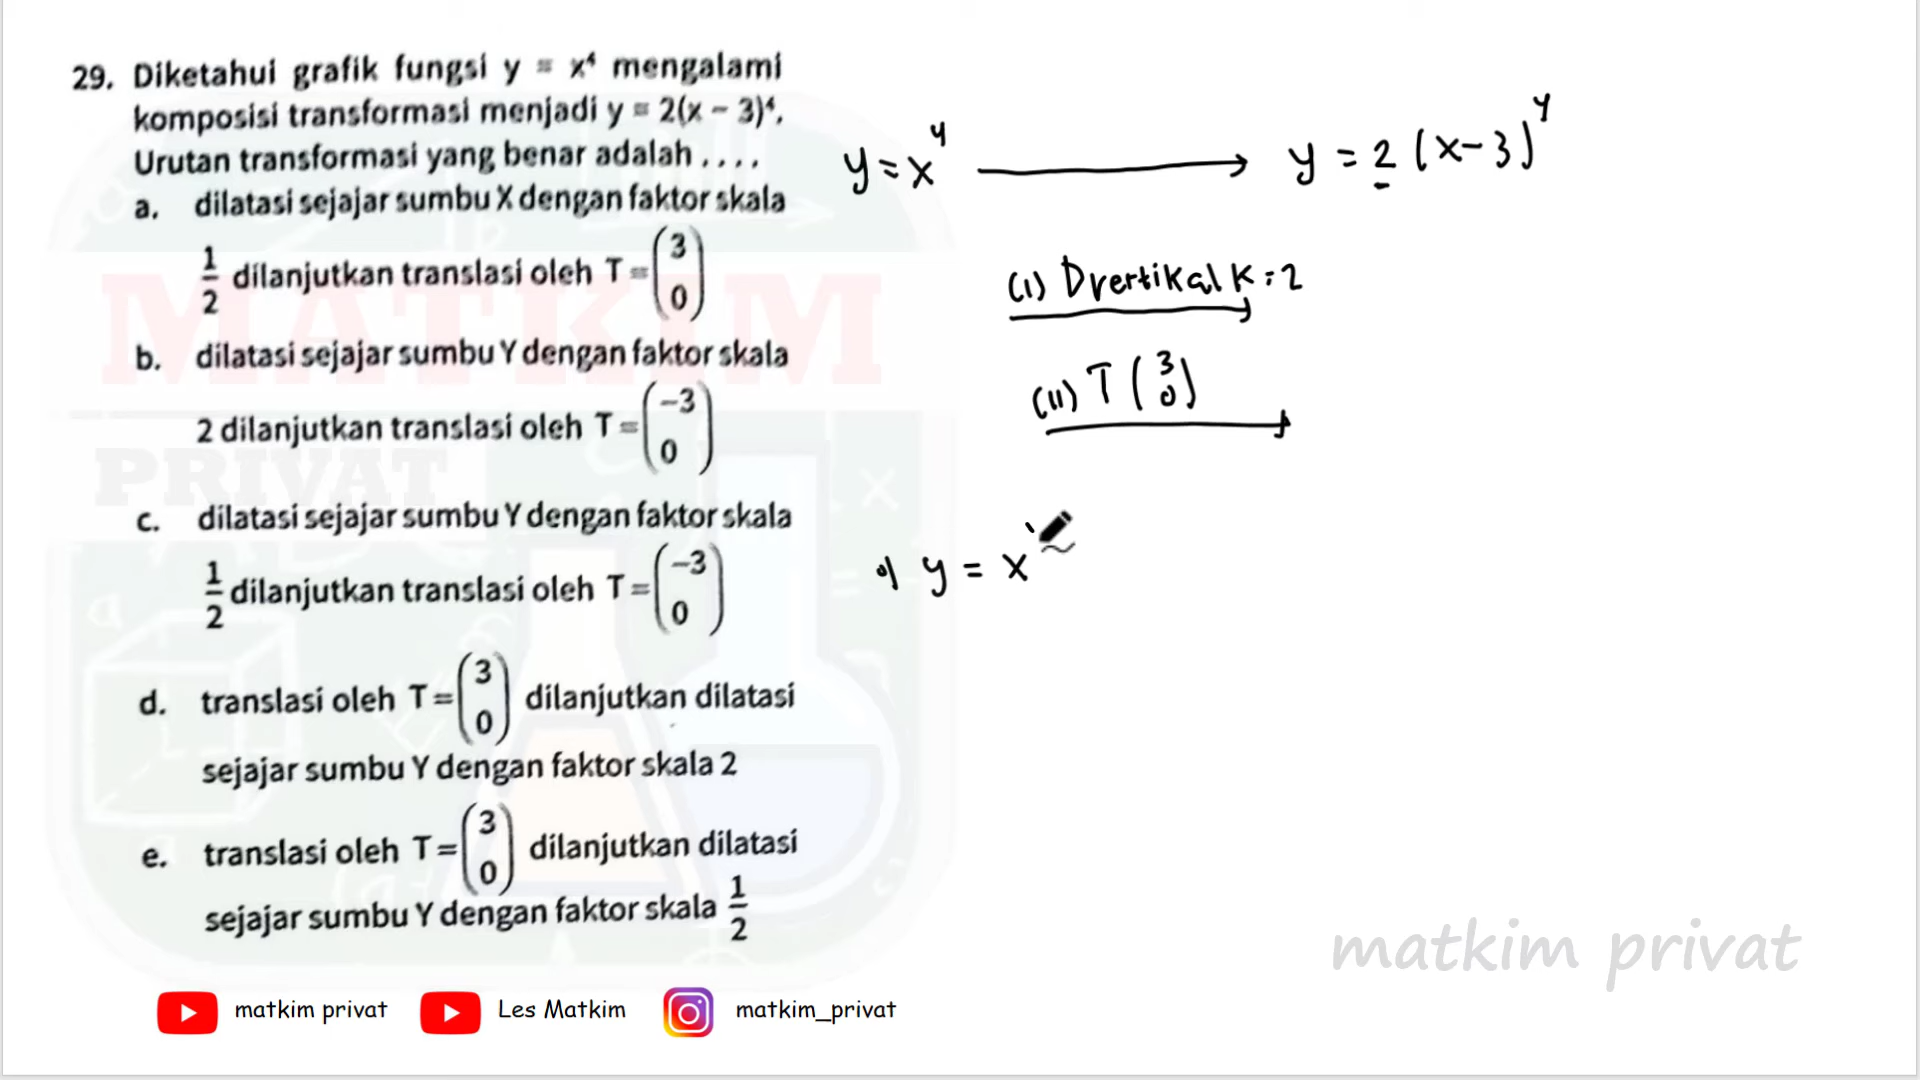 29. Diketahui grafik fungsi y = x⁴ mengalami
komposisi transformasi menjadi y = 2(x – 3)⁴.
Urutan transformasi yang benar adalah . . . .
a. dilatasi sejajar sumbu X dengan faktor skala
1/2 dilanjutkan translasi oleh T = (3 0)
b. dilatasi sejajar sumbu Y dengan faktor skala
2 dilanjutkan translasi oleh T = (–3 0)
c. dilatasi sejajar sumbu Y dengan faktor skala
1/2 dilanjutkan translasi oleh T = (–3 0)
d. translasi oleh T = (3 0) dilanjutkan dilatasi
sejajar sumbu Y dengan faktor skala 2
e. translasi oleh T = (3 0) dilanjutkan dilatasi
sejajar sumbu Y dengan faktor skala 1/2
y = x⁴ → y = 2 (x-3)⁴
(i) D vertikal K = 2
(ii) T (3 0)
y = x
MATKIM
PRIVAT
matkim privat
matkim privat
Les Matkim
matkim_privat